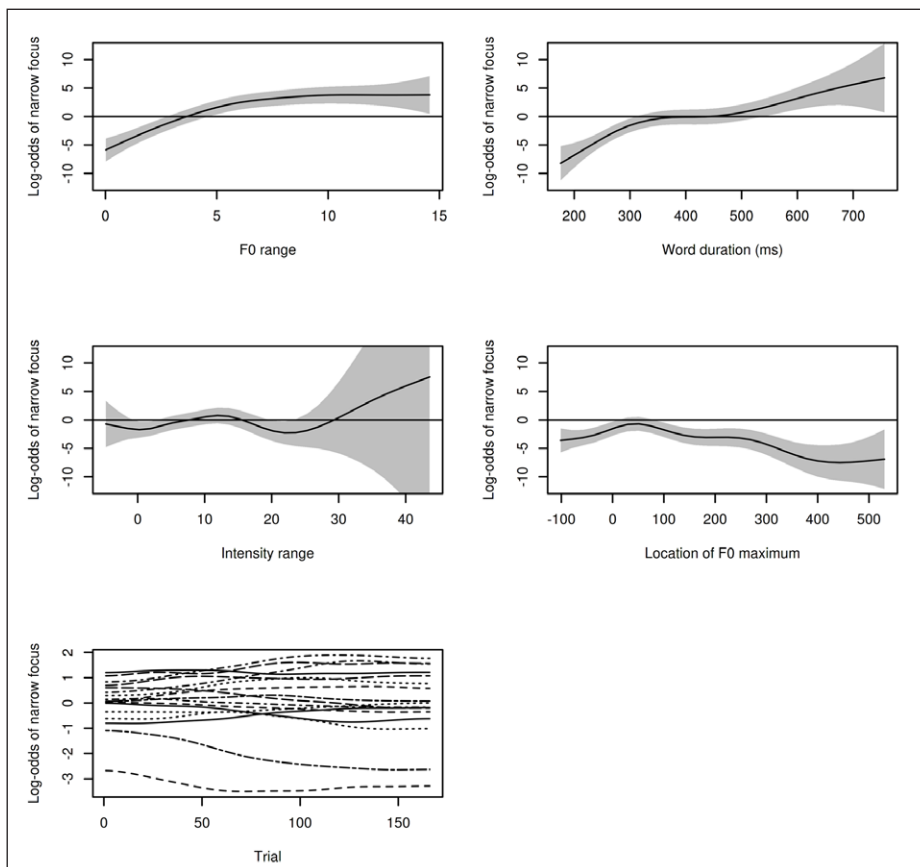 Log-odds of narrow focus
10
5
0
-5
-10
0 5 10 15
F0 range
Log-odds of narrow focus
10
5
0
-5
-10
200 300 400 500 600 700
Word duration (ms)
Log-odds of narrow focus
10
5
0
-5
-10
0 10 20 30 40
Intensity range
Log-odds of narrow focus
10
5
0
-5
-10
-100 0 100 200 300 400 500
Location of F0 maximum
Log-odds of narrow focus
2
1
0
-1
-2
-3
0 50 100 150
Trial